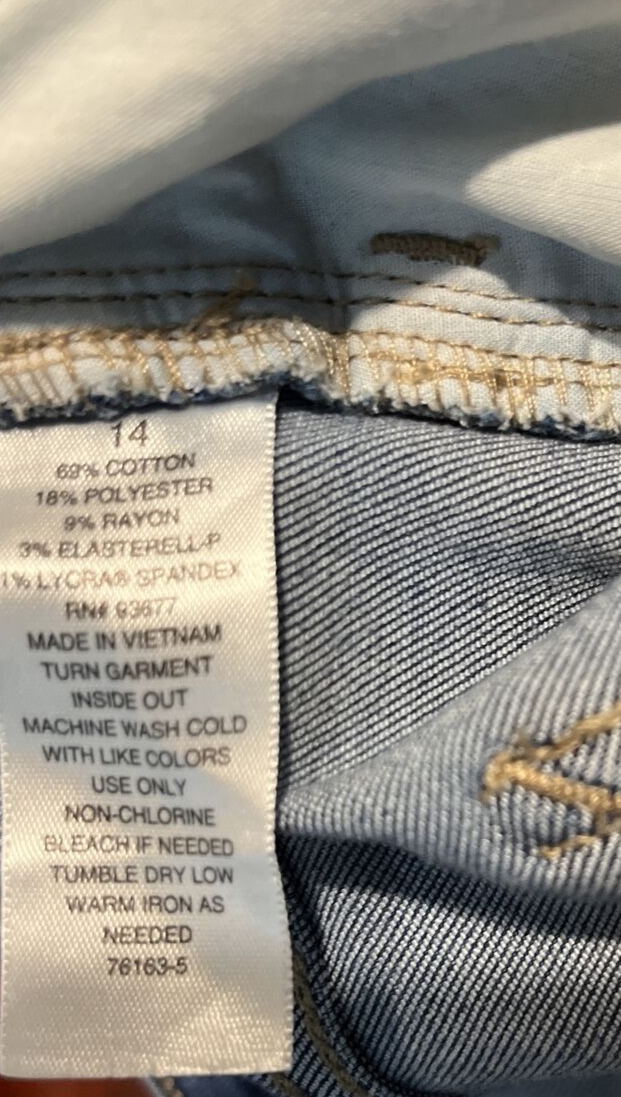 14
69% COTTON
18% POLYESTER
9% RAYON
3% ELASTERELL-P
1% LYCRA® SPANDEX
RN# 93677
MADE IN VIETNAM
TURN GARMENT
INSIDE OUT
MACHINE WASH COLD
WITH LIKE COLORS
USE ONLY
NON-CHLORINE
BLEACH IF NEEDED
TUMBLE DRY LOW
WARM IRON AS
NEEDED
76163-5